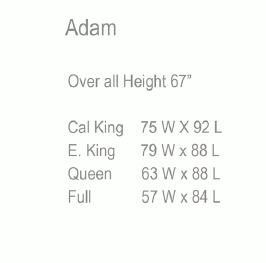 Adam
Over all Height 67”
Cal King 75 W X 92 L
E. King 79 W x 88 L
Queen 63 W x 88 L
Full 57 W x 84 L